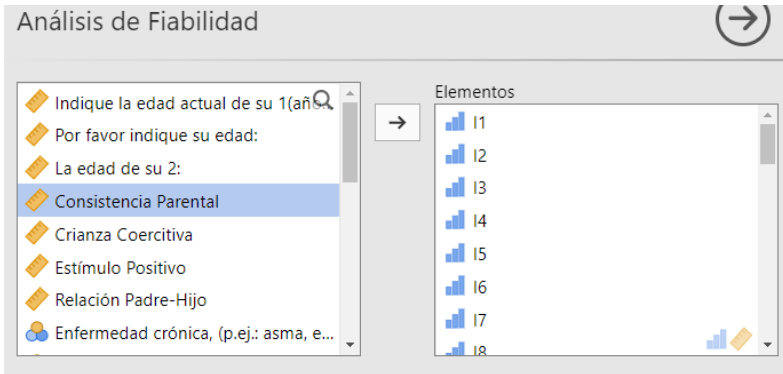 Análisis de Fiabilidad
Indique la edad actual de su 1(año
Por favor indique su edad:
La edad de su 2:
Consistencia Parental
Crianza Coercitiva
Estímulo Positivo
Relación Padre-Hijo
Enfermedad crónica, (p.ej.: asma, e...
Elementos
I1
I2
I3
I4
I5
I6
I7
I8